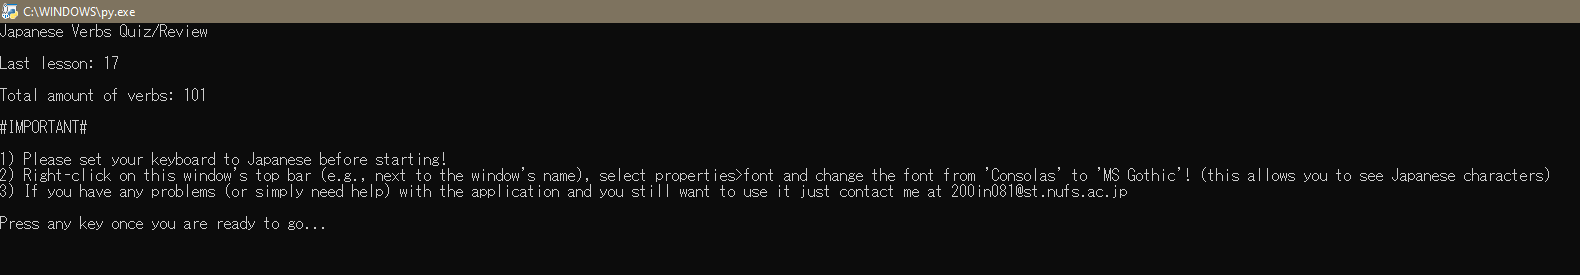 C:\WINDOWS\py.exe
Japanese Verbs Quiz/Review
Last lesson: 17
Total amount of verbs: 101
#IMPORTANT#
1) Please set your keyboard to Japanese before starting!
2) Right-click on this window's top bar (e.g., next to the window's name), select properties>font and change the font from 'Consolas' to 'MS Gothic'! (this allows you to see Japanese characters)
3) If you have any problems (or simply need help) with the application and you still want to use it just contact me at 200in081@st.nufs.ac.jp
Press any key once you are ready to go...